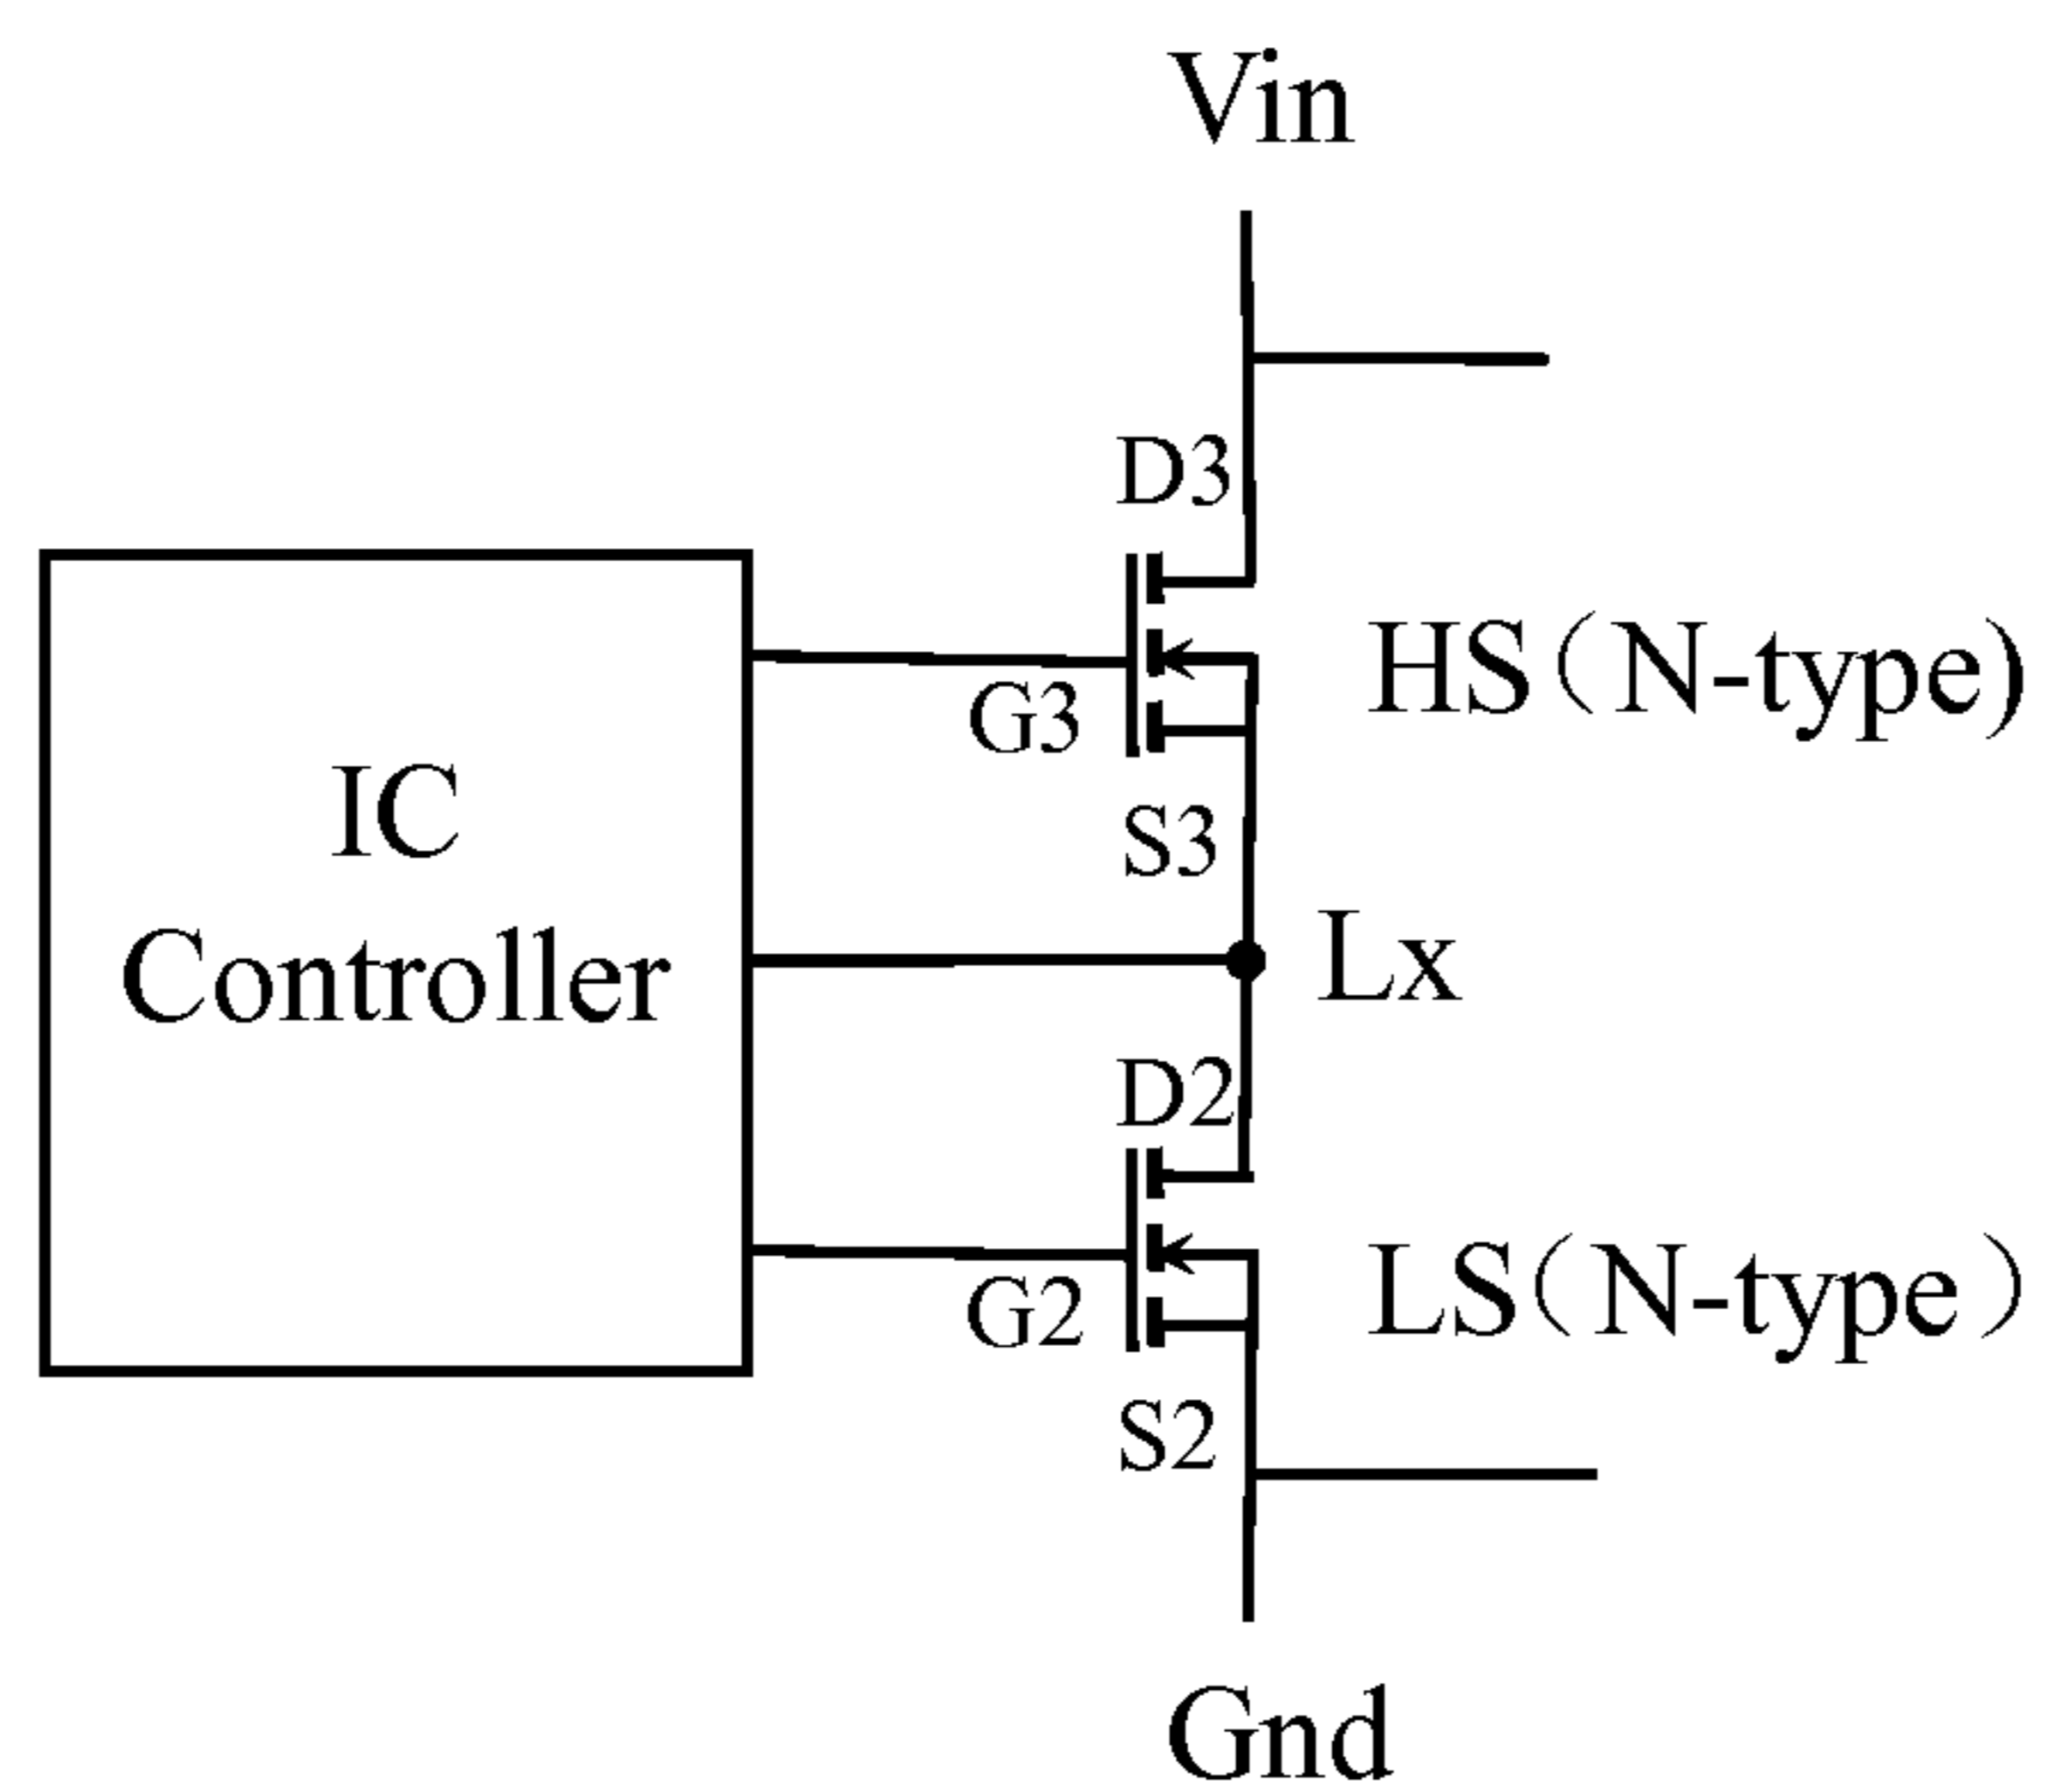 Vin
D3
HS(N-type)
G3
IC
Controller
S3
Lx
D2
G2
LS(N-type)
S2
Gnd